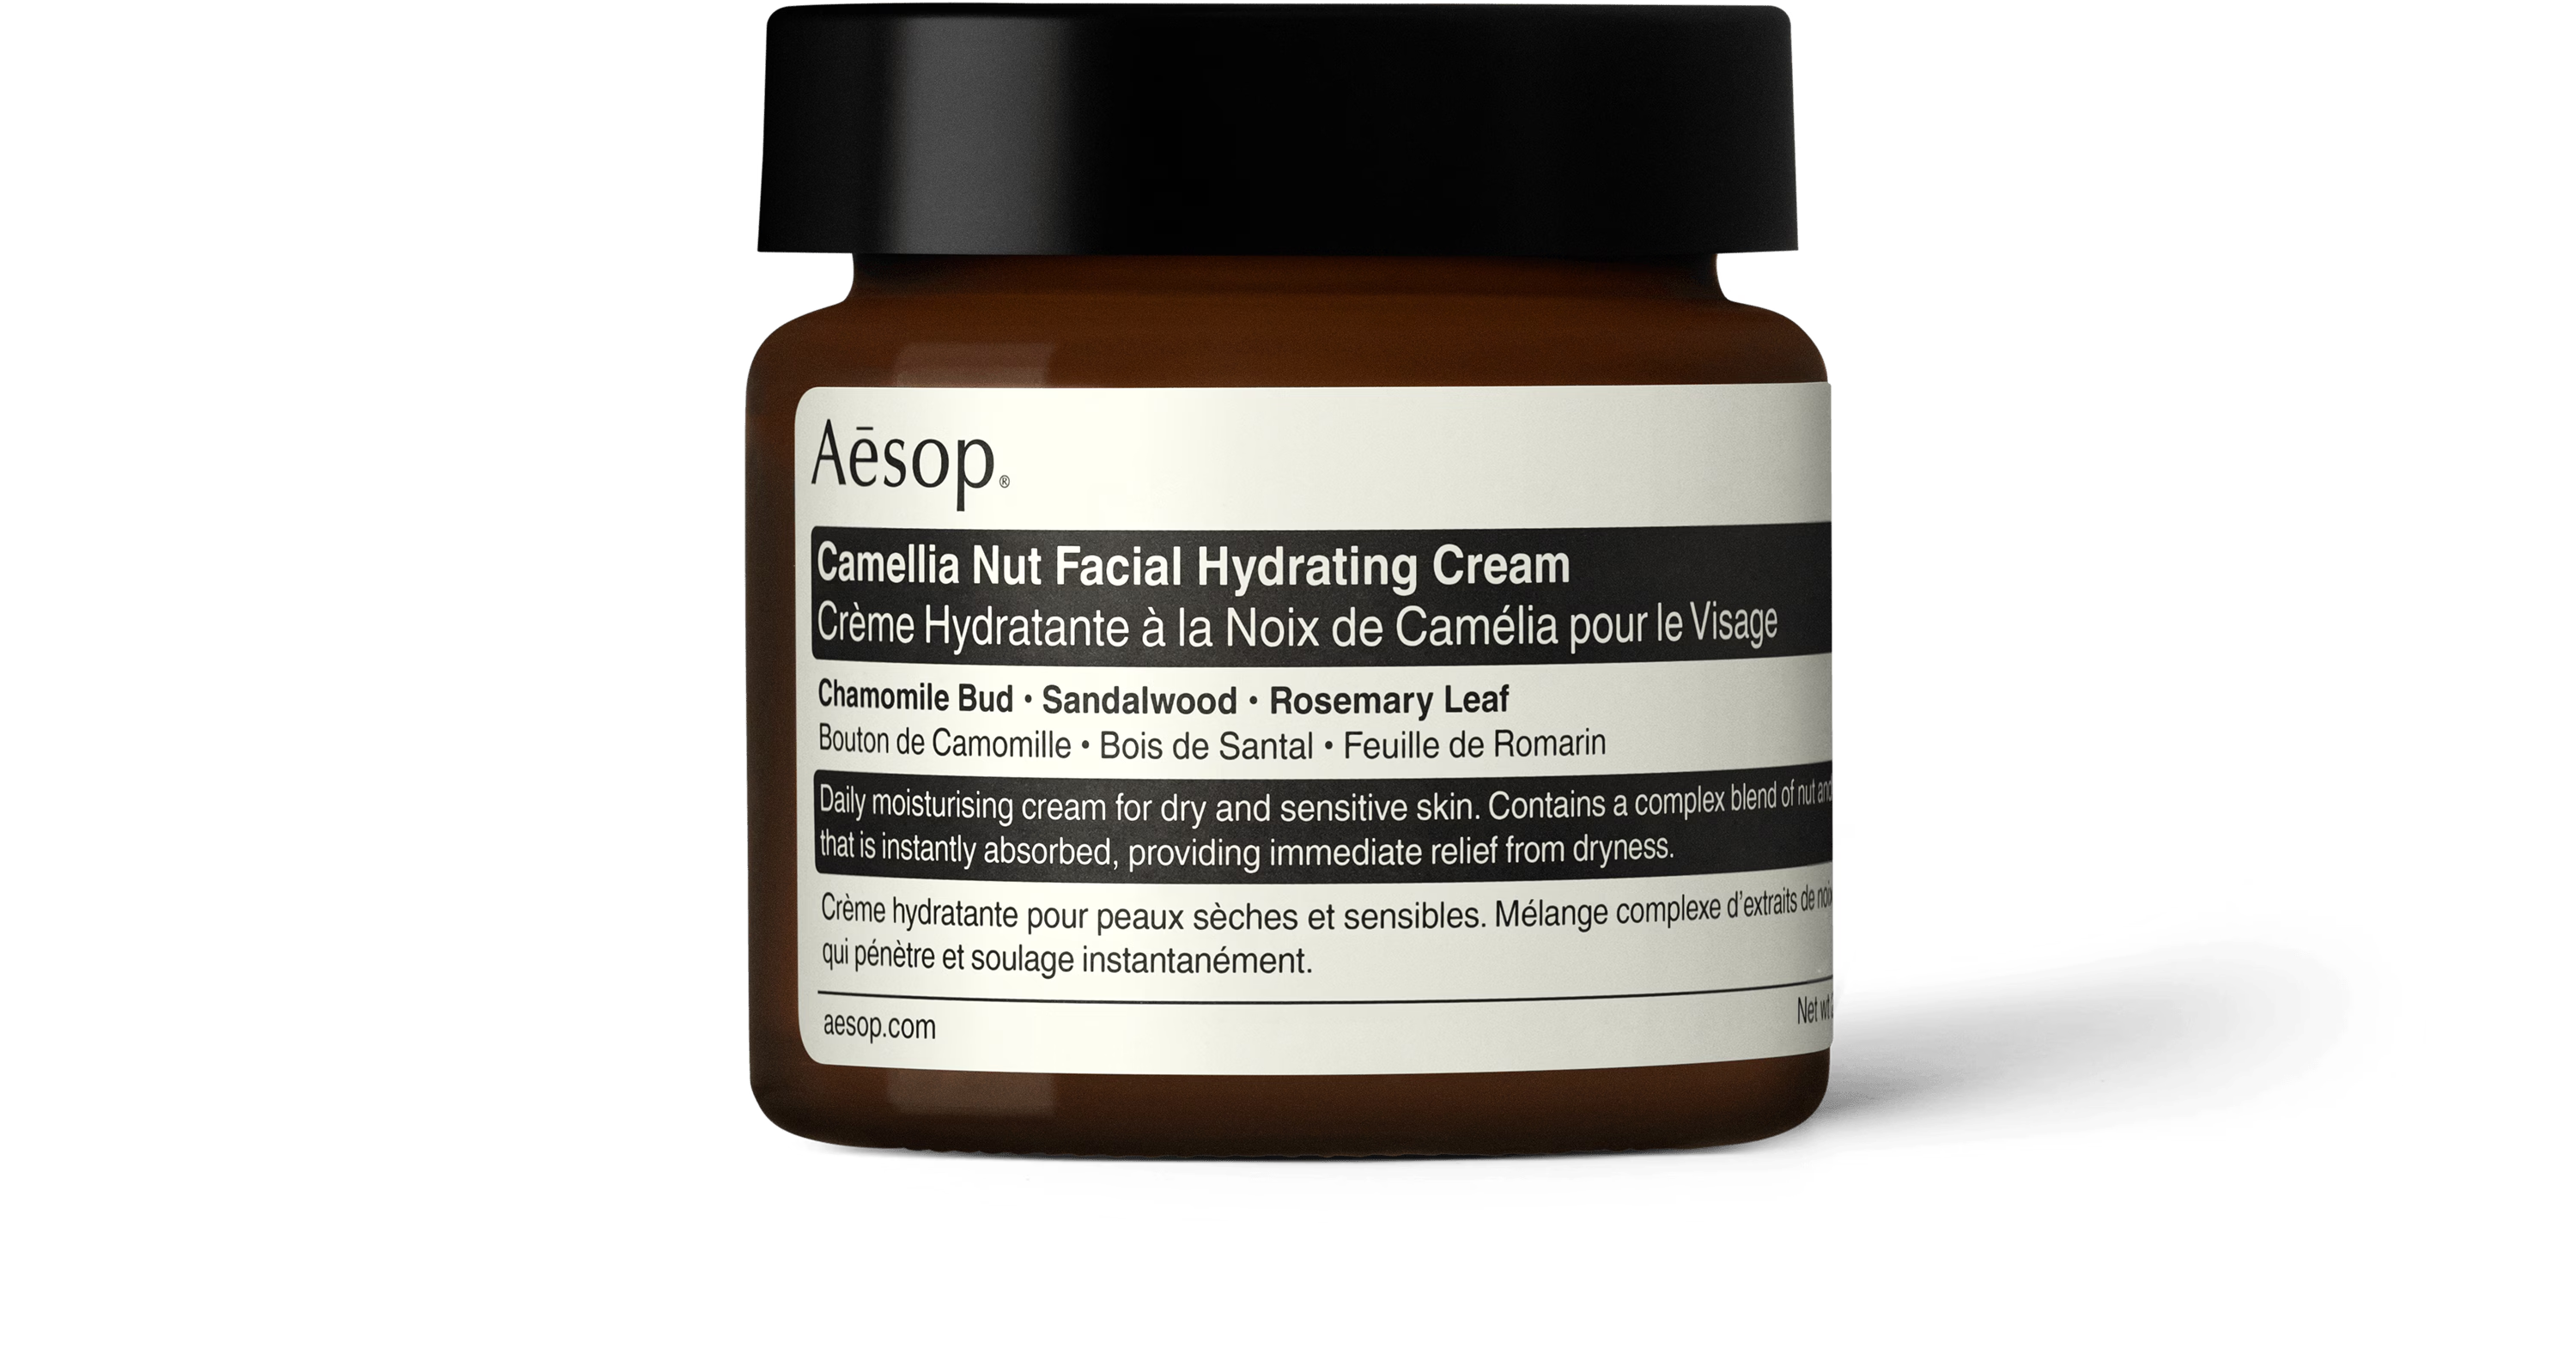 Aēsop®
Camellia Nut Facial Hydrating Cream
Crème Hydratante à la Noix de Camélia pour le Visage
Chamomile Bud • Sandalwood • Rosemary Leaf
Bouton de Camomille • Bois de Santal • Feuille de Romarin
Daily moisturising cream for dry and sensitive skin. Contains a complex blend of nut and
that is instantly absorbed, providing immediate relief from dryness.
Crème hydratante pour peaux sèches et sensibles. Mélange complexe d’extraits de noix
qui pénètre et soulage instantanément.
aesop.com
Net wt